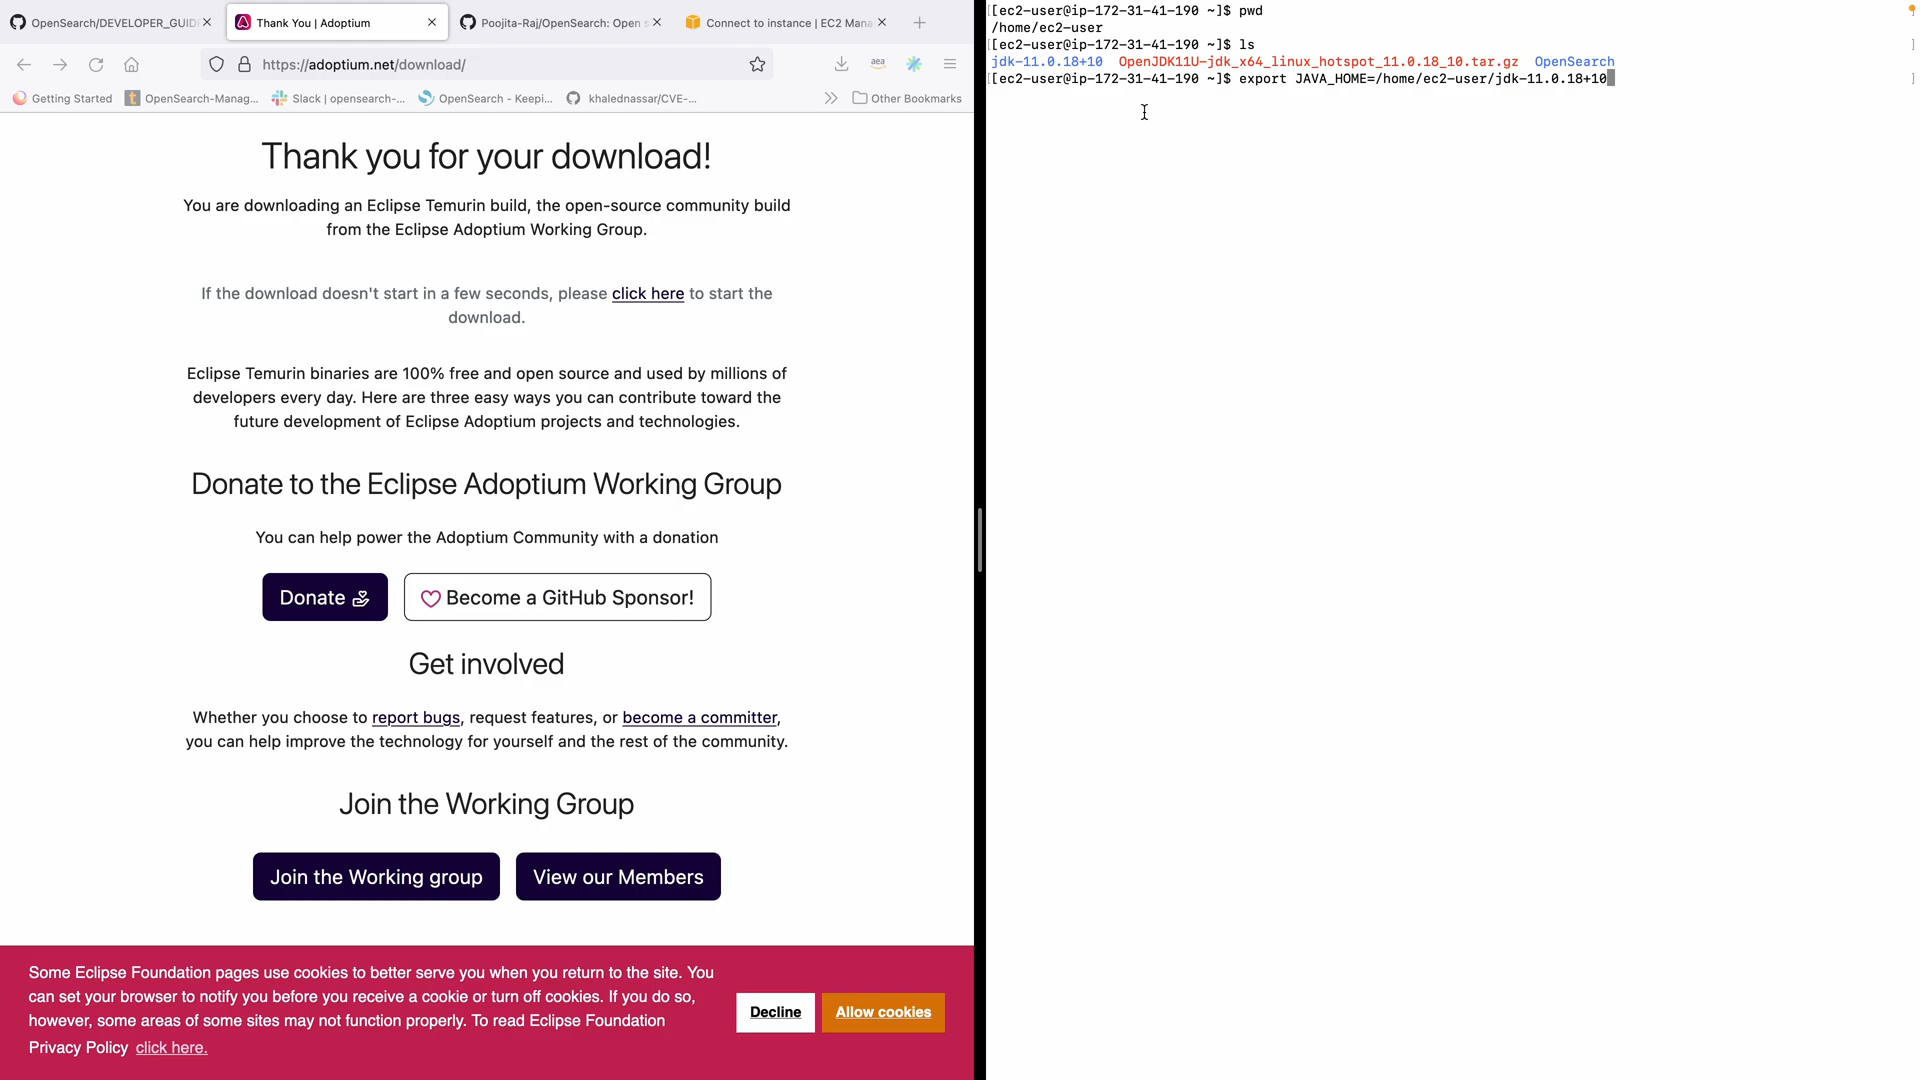 OpenSearch/DEVELOPER_GUID
Thank You | Adoptium
Poojita-Raj/OpenSearch: Open s
Connect to instance | EC2 Mana
https://adoptium.net/download/
aea
Getting Started
OpenSearch-Manag...
Slack | opensearch-...
OpenSearch - Keepi...
khalednassar/CVE-...
Other Bookmarks
Thank you for your download!
You are downloading an Eclipse Temurin build, the open-source community build
from the Eclipse Adoptium Working Group.
If the download doesn't start in a few seconds, please click here to start the
download.
Eclipse Temurin binaries are 100% free and open source and used by millions of
developers every day. Here are three easy ways you can contribute toward the
future development of Eclipse Adoptium projects and technologies.
Donate to the Eclipse Adoptium Working Group
You can help power the Adoptium Community with a donation
Donate
Become a GitHub Sponsor!
Get involved
Whether you choose to report bugs, request features, or become a committer,
you can help improve the technology for yourself and the rest of the community.
Join the Working Group
Join the Working group
View our Members
Some Eclipse Foundation pages use cookies to better serve you when you return to the site. You
can set your browser to notify you before you receive a cookie or turn off cookies. If you do so,
however, some areas of some sites may not function properly. To read Eclipse Foundation
Privacy Policy click here.
Decline
Allow cookies
[[ec2-user@ip-172-31-41-190 ~]$ pwd
/home/ec2-user
[[ec2-user@ip-172-31-41-190 ~]$ ls
jdk-11.0.18+10  OpenJDK11U-jdk_x64_linux_hotspot_11.0.18_10.tar.gz  OpenSearch
[[ec2-user@ip-172-31-41-190 ~]$ export JAVA_HOME=/home/ec2-user/jdk-11.0.18+10